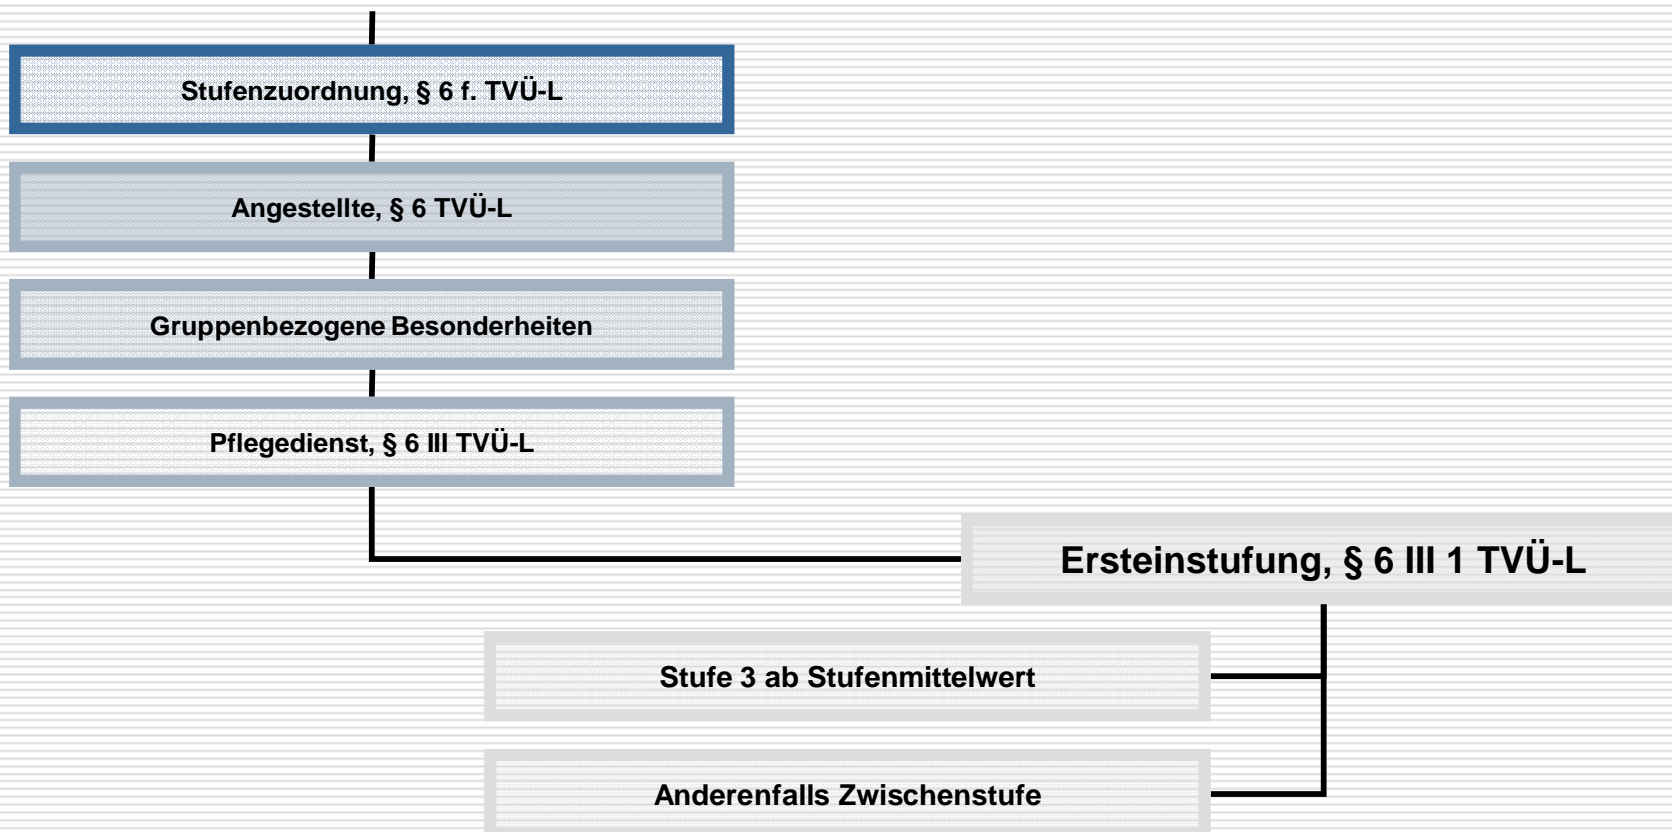 Stufenzuordnung, § 6 f. TVÜ-L
Angestellte, § 6 TVÜ-L
Gruppenbezogene Besonderheiten
Pflegedienst, § 6 III TVÜ-L
Ersteinstufung, § 6 III 1 TVÜ-L
Stufe 3 ab Stufenmittelwert
Anderenfalls Zwischenstufe